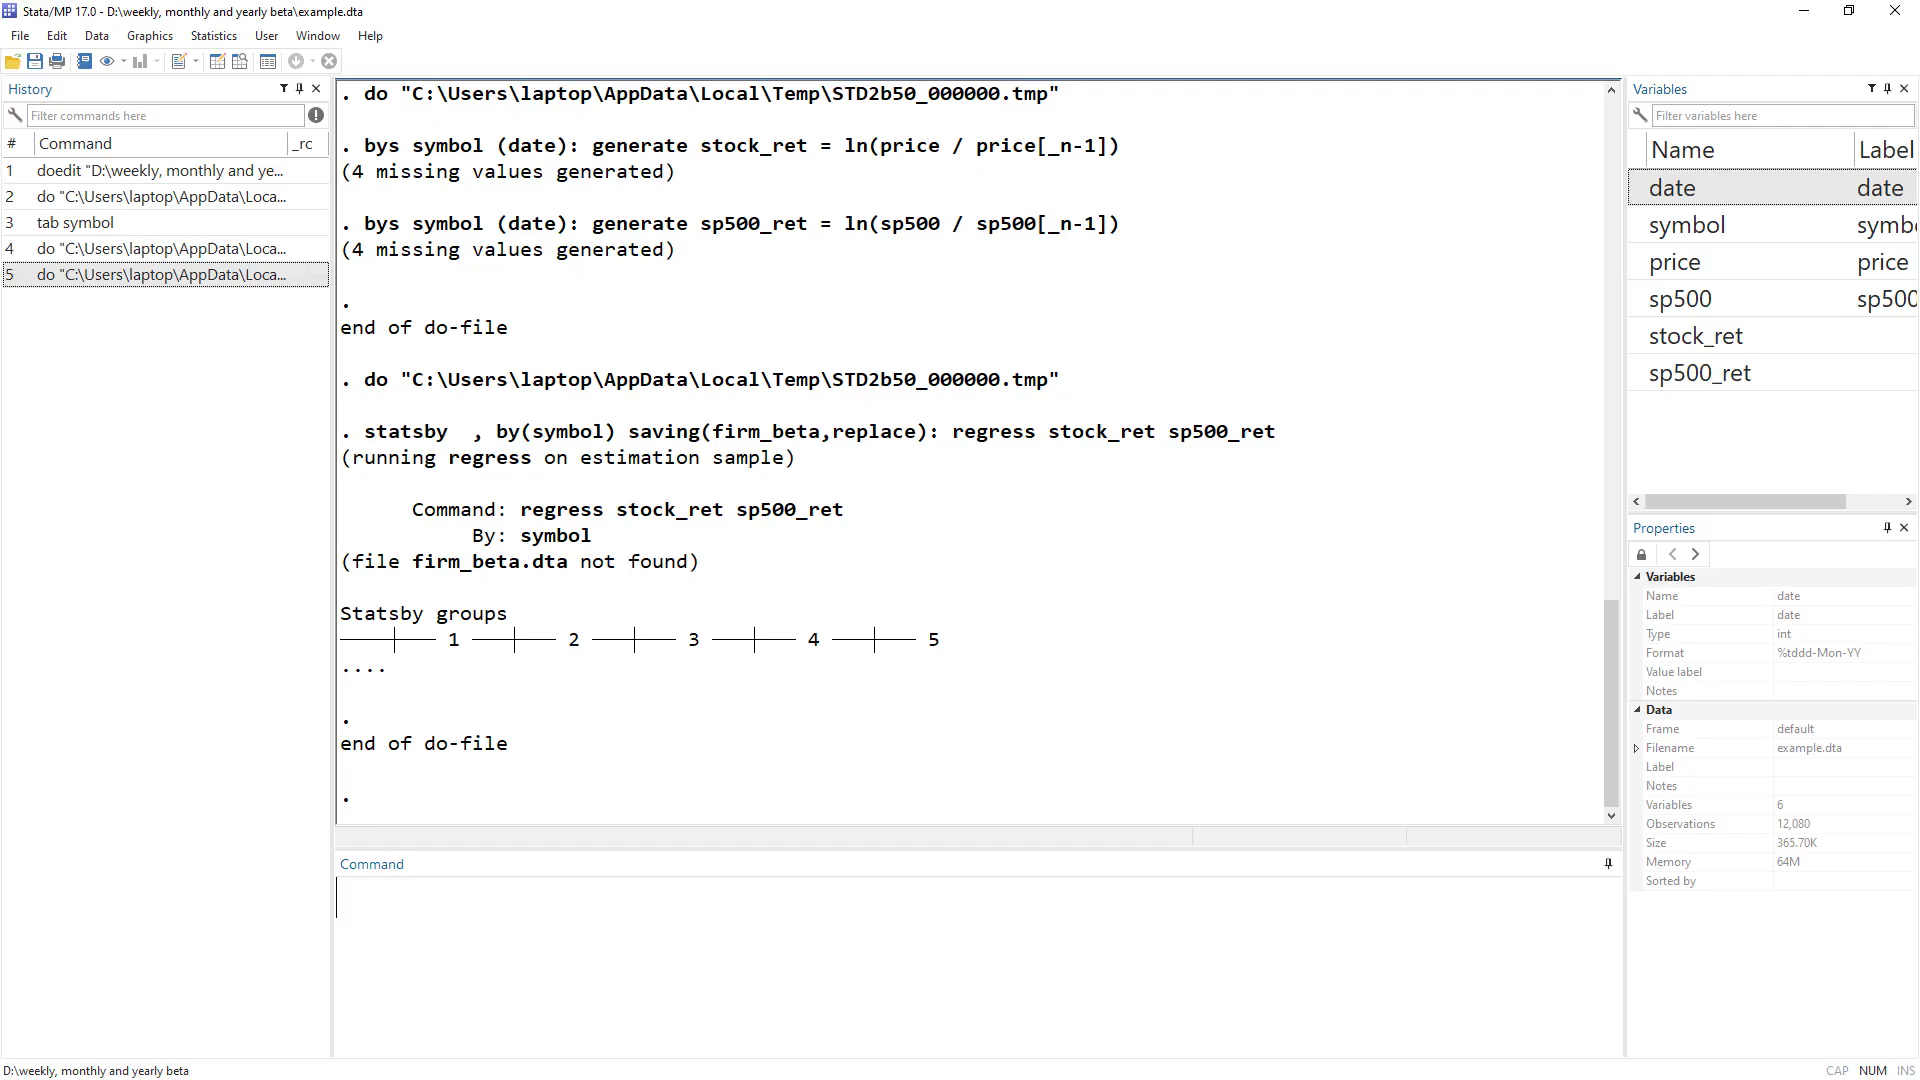 Stata/MP 17.0 - D:\weekly, monthly and yearly beta\example.dta
File Edit Data Graphics Statistics User Window Help
History
Filter commands here
# Command _rc
1 doedit "D:\weekly, monthly and ye...
2 do "C:\Users\laptop\AppData\Loca...
3 tab symbol
4 do "C:\Users\laptop\AppData\Loca...
5 do "C:\Users\laptop\AppData\Loca...
. do "C:\Users\laptop\AppData\Local\Temp\STD2b50_000000.tmp"
. bys symbol (date): generate stock_ret = ln(price / price[_n-1])
(4 missing values generated)
. bys symbol (date): generate sp500_ret = ln(sp500 / sp500[_n-1])
(4 missing values generated)
.
end of do-file
. do "C:\Users\laptop\AppData\Local\Temp\STD2b50_000000.tmp"
. statsby  , by(symbol) saving(firm_beta,replace): regress stock_ret sp500_ret
(running regress on estimation sample)
Command: regress stock_ret sp500_ret
By: symbol
(file firm_beta.dta not found)
Statsby groups
1 2 3 4 5
....
.
end of do-file
.
Command
Variables
Filter variables here
Name Label
date date
symbol symbo
price price
sp500 sp500
stock_ret
sp500_ret
Properties
Variables
Name date
Label date
Type int
Format %tddd-Mon-YY
Value label
Notes
Data
Frame default
Filename example.dta
Label
Notes
Variables 6
Observations 12,080
Size 365.70K
Memory 64M
Sorted by
D:\weekly, monthly and yearly beta
CAP NUM INS